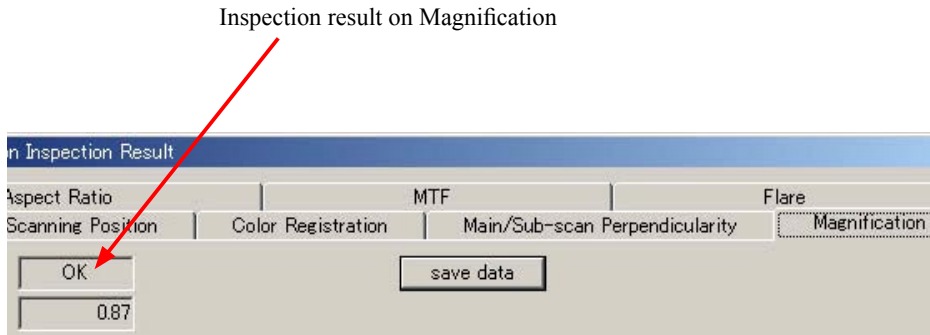 Inspection result on Magnification
on Inspection Result
Aspect Ratio MTF Flare
Scanning Position Color Registration Main/Sub-scan Perpendicularity Magnification
OK save data
0.87